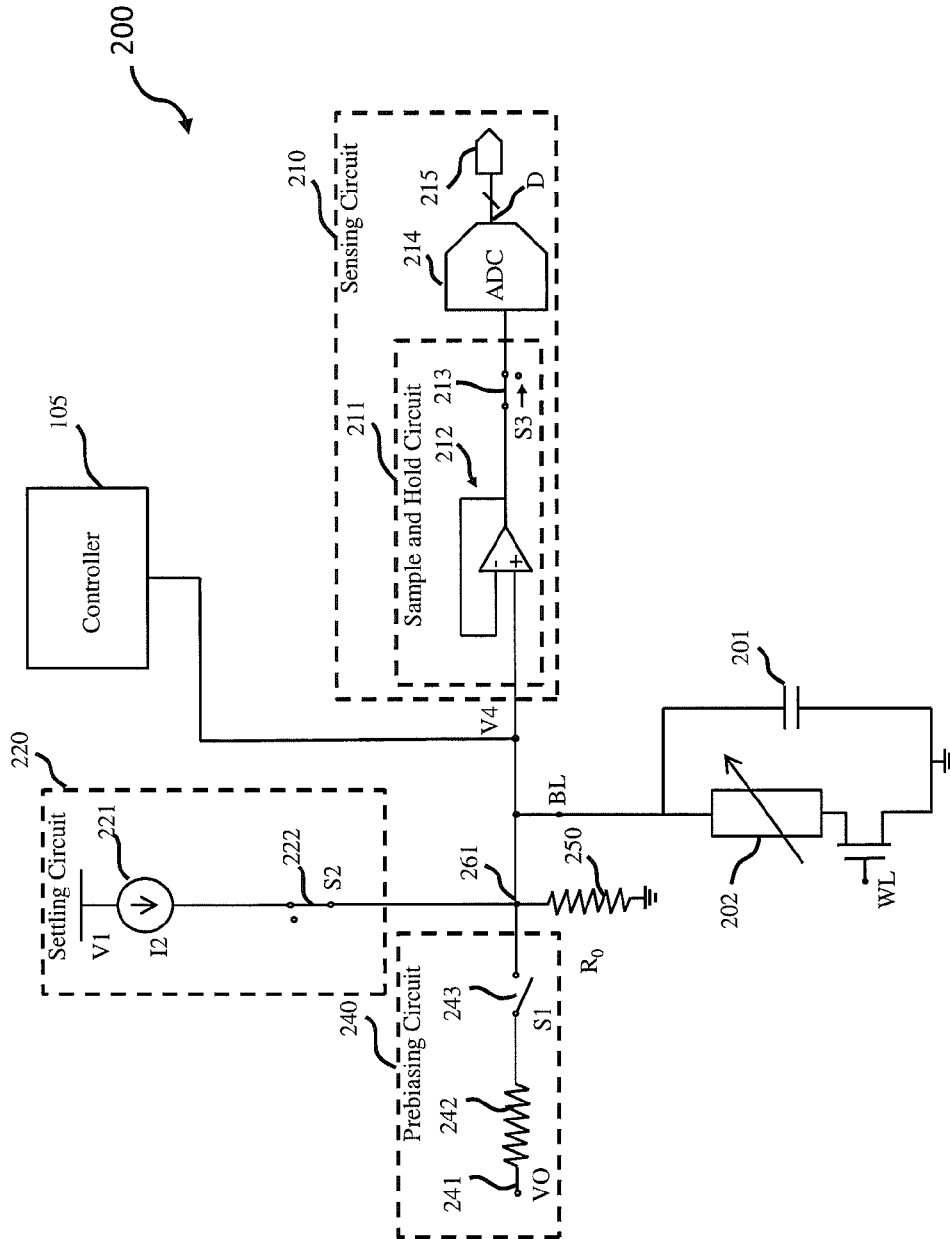 200
105
Controller
220
Settling Circuit
V1
221
I2
222
S2
210
Sensing Circuit
211
Sample and Hold Circuit
212
-
+
213
S3
214
ADC
215
D
V4
240
Prebiasing Circuit
241
VO
242
243
S1
261
BL
250
R₀
201
202
WL